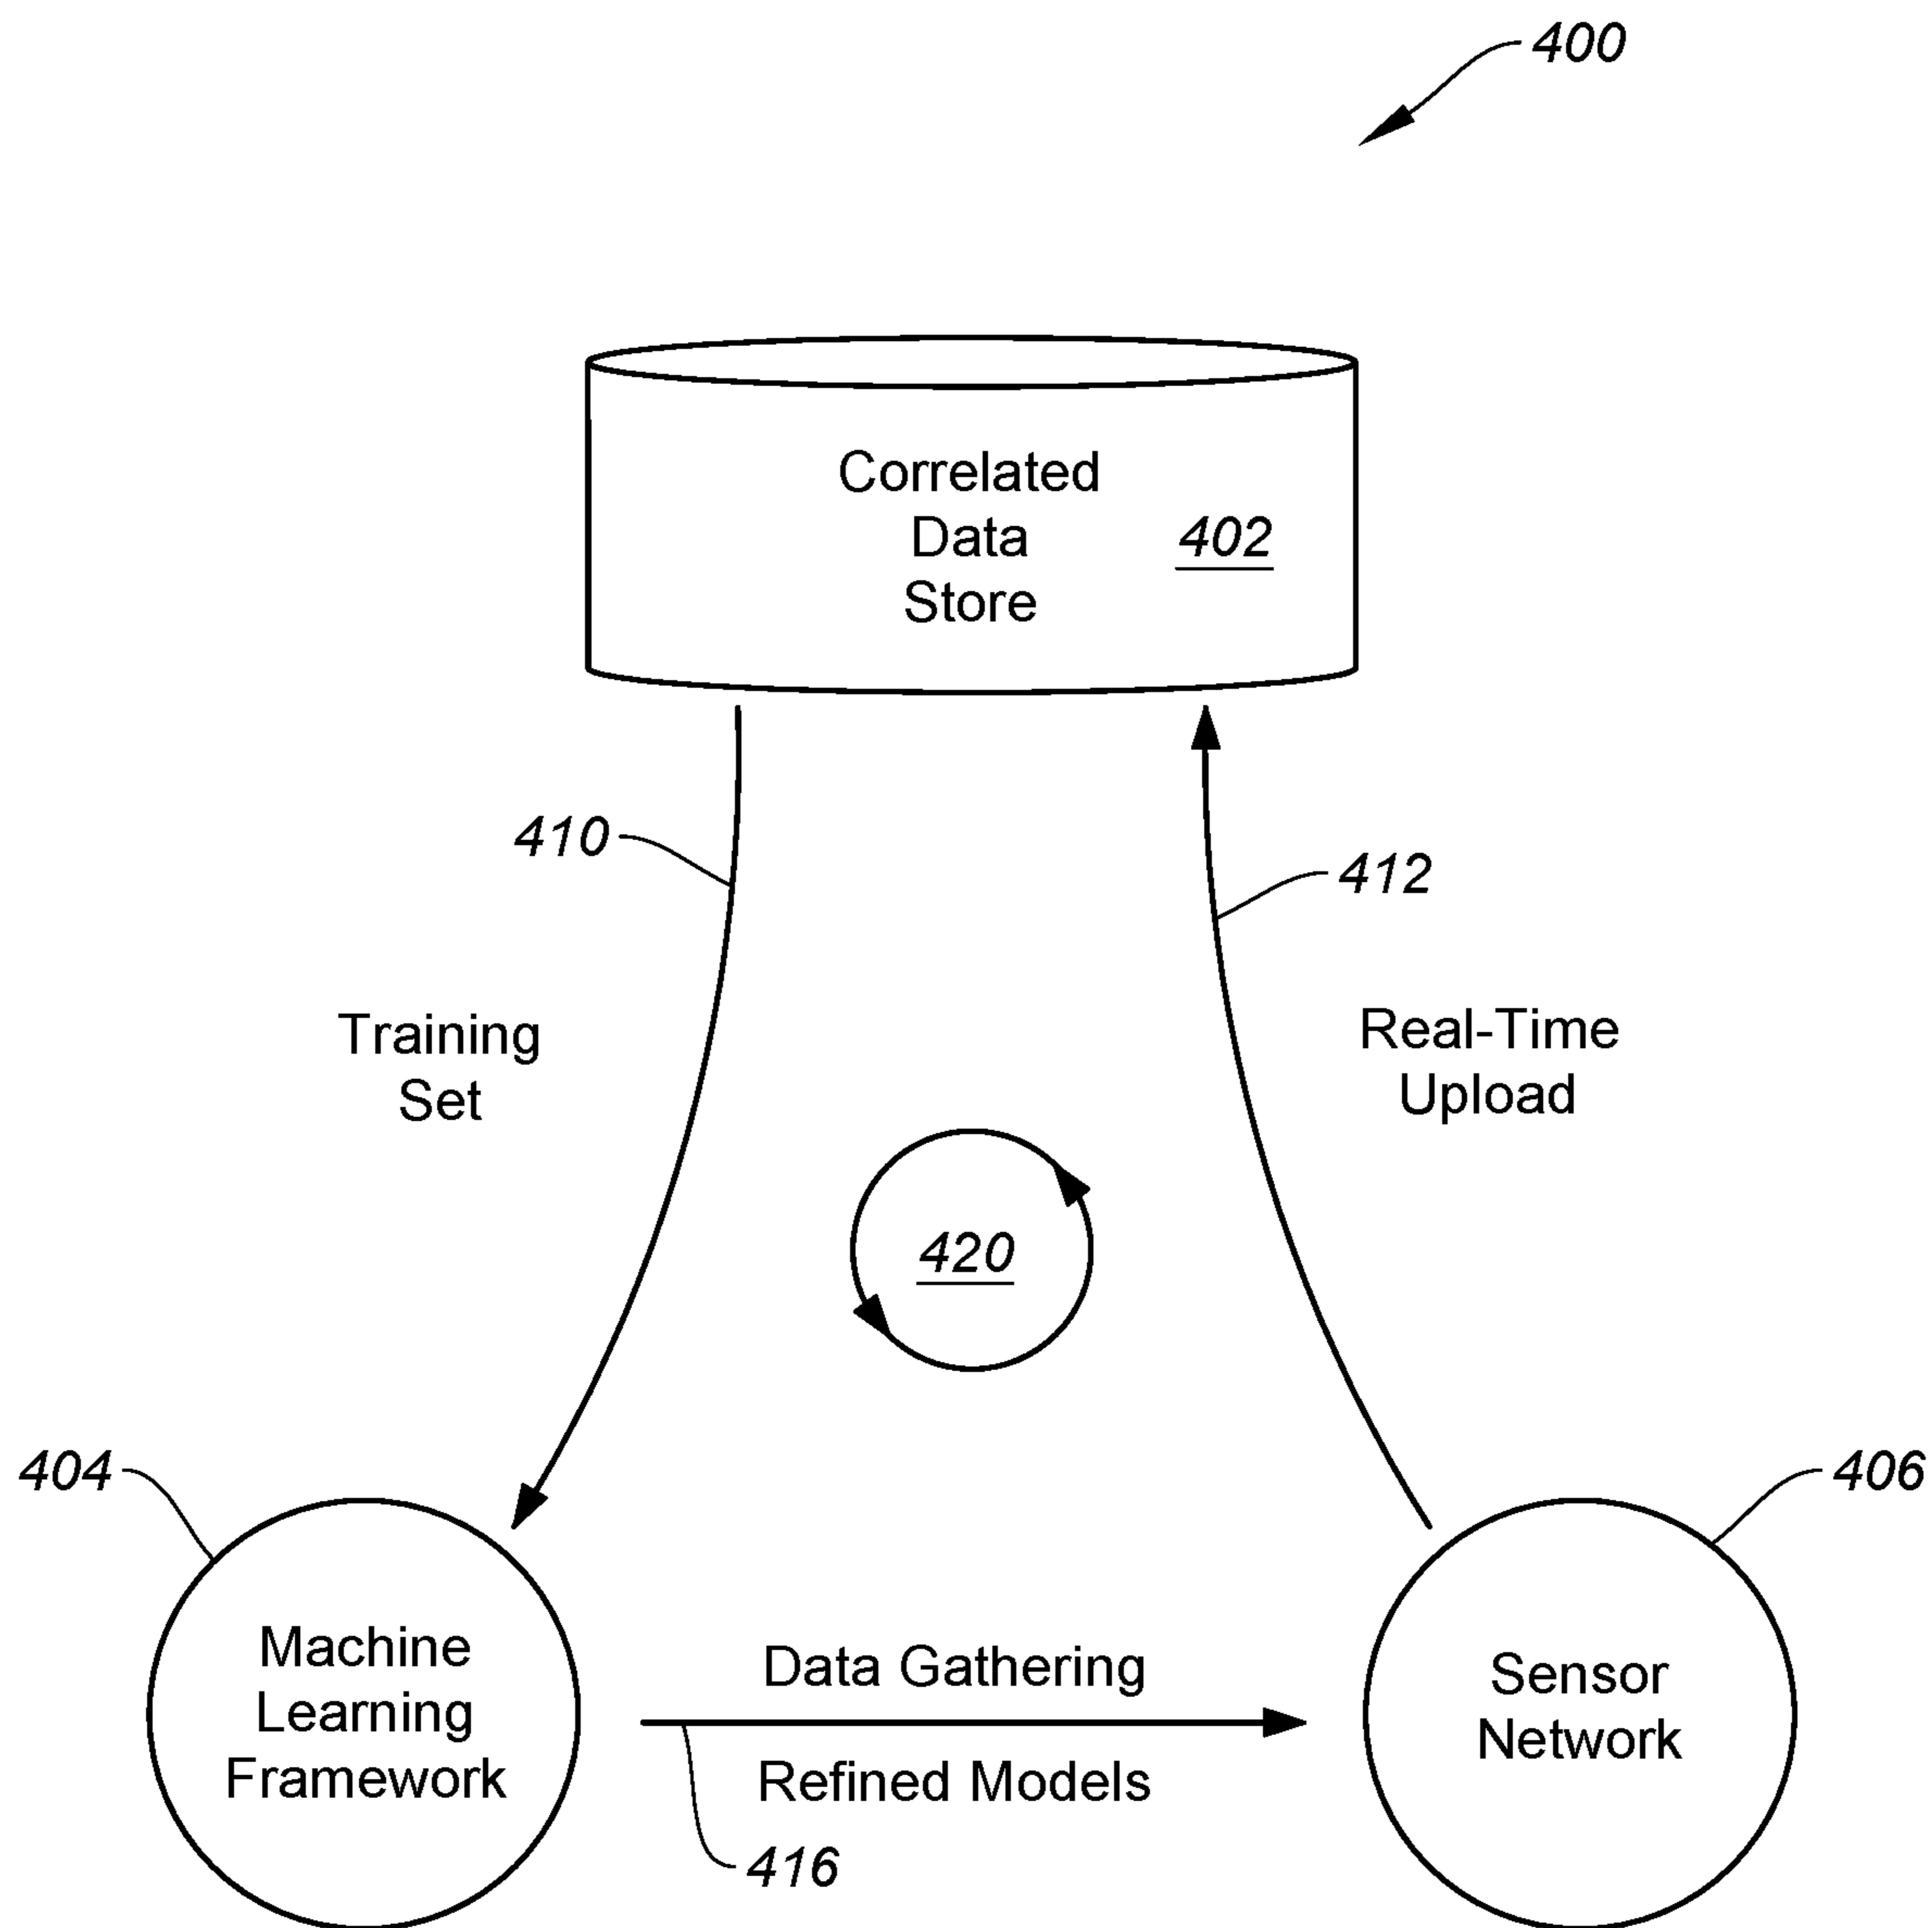 400
Correlated
Data
Store
402
410
412
Training
Set
Real-Time
Upload
420
404
406
Machine
Learning
Framework
Data Gathering
Refined Models
416
Sensor
Network